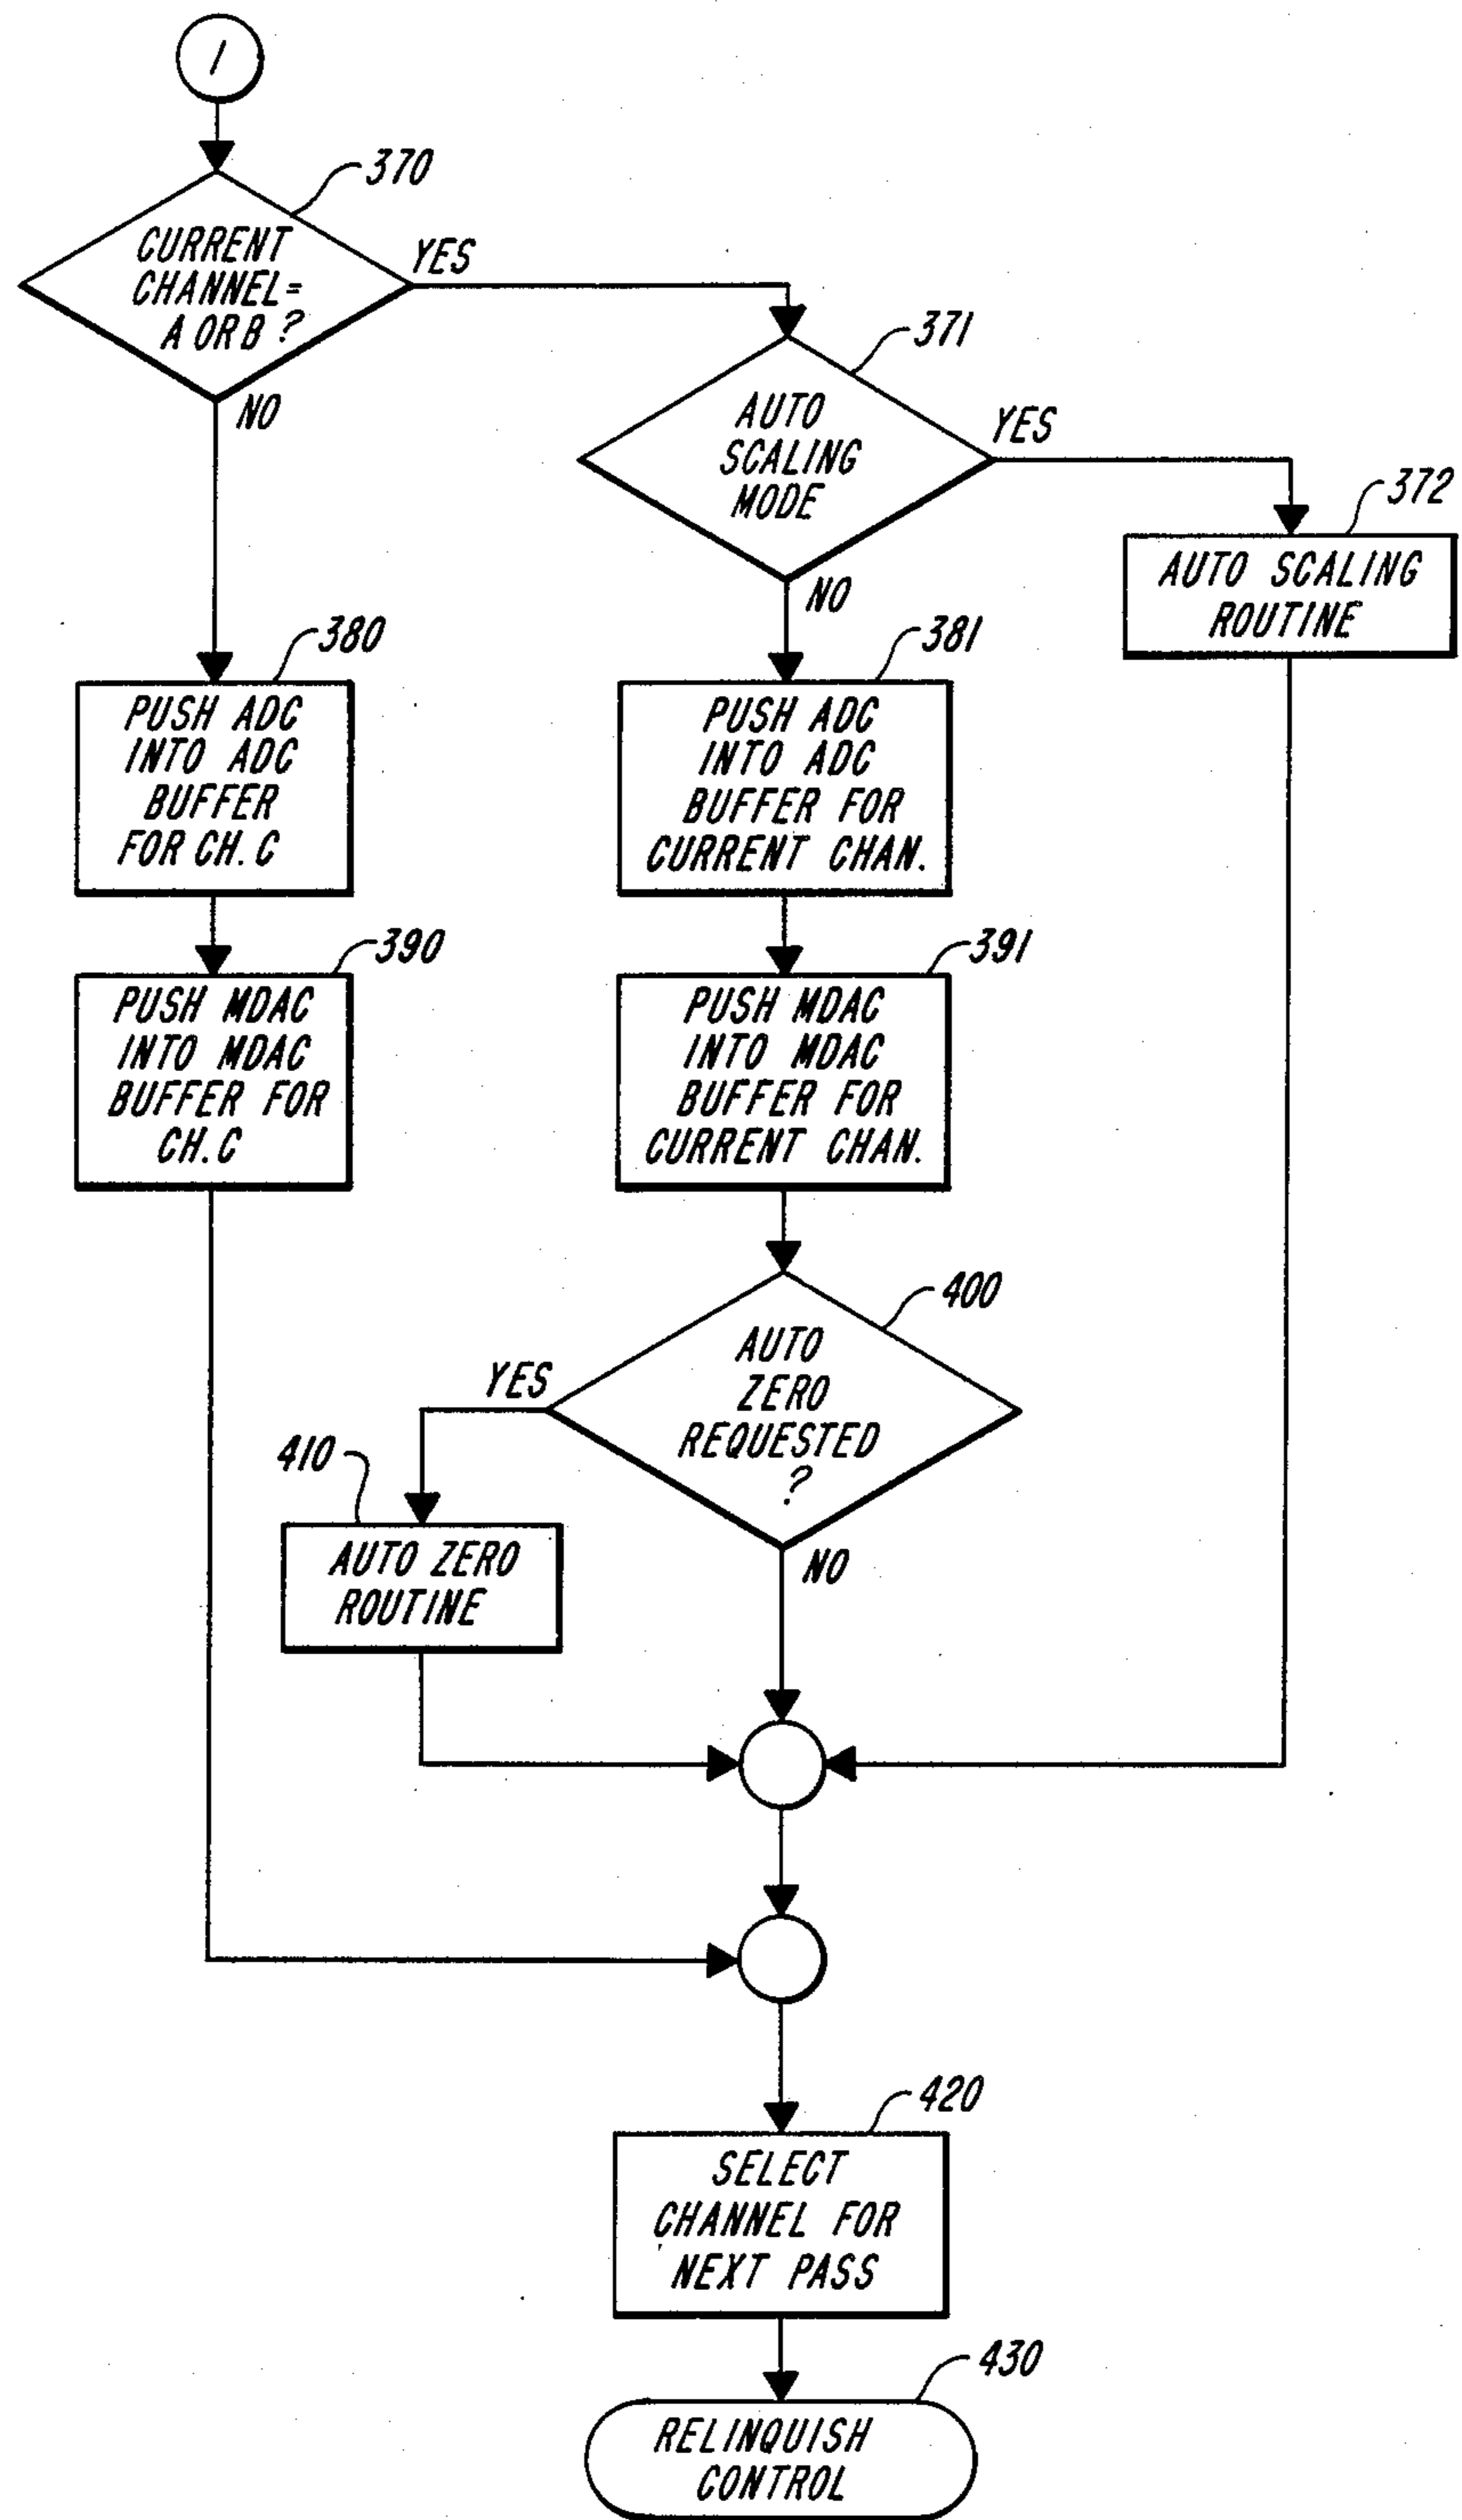 1
370
CURRENT
CHANNEL=
A OR B ?
YES
NO
371
AUTO
SCALING
MODE
YES
NO
372
AUTO SCALING
ROUTINE
380
PUSH ADC
INTO ADC
BUFFER
FOR CH. C
381
PUSH ADC
INTO ADC
BUFFER FOR
CURRENT CHAN.
390
PUSH MDAC
INTO MDAC
BUFFER FOR
CH. C
391
PUSH MDAC
INTO MDAC
BUFFER FOR
CURRENT CHAN.
400
AUTO
ZERO
REQUESTED
?
YES
NO
410
AUTO ZERO
ROUTINE
420
SELECT
CHANNEL FOR
NEXT PASS
430
RELINQUISH
CONTROL